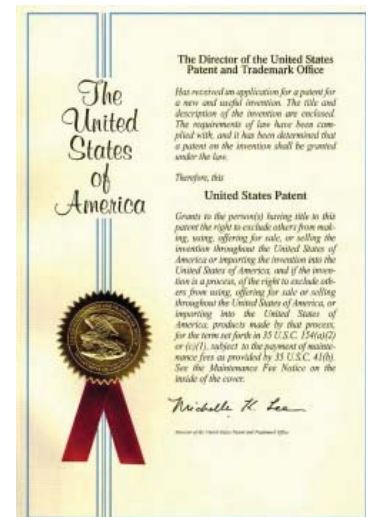 The
United
States
of
America
The Director of the United States
Patent and Trademark Office
Has received an application for a patent for
a new and useful invention. The title and
description of the invention are enclosed.
The requirements of law have been com-
plied with, and it has been determined that
a patent on the invention shall be granted
under the law.
Therefore, this
United States Patent
Grants to the person(s) having title to this
patent the right to exclude others from mak-
ing, using, offering for sale, or selling the
invention throughout the United States of
America or importing the invention into the
United States of America, and if the inven-
tion is a process, of the right to exclude oth-
ers from using, offering for sale or selling
throughout the United States of America, or
importing into the United States of
America, products made by that process,
for the term set forth in 35 U.S.C. 154(a)(2)
or (c)(1), subject to the payment of mainte-
nance fees as provided by 35 U.S.C. 41(b).
See the Maintenance Fee Notice on the
inside of the cover.
Michelle K. Lee
Director of the United States Patent and Trademark Office